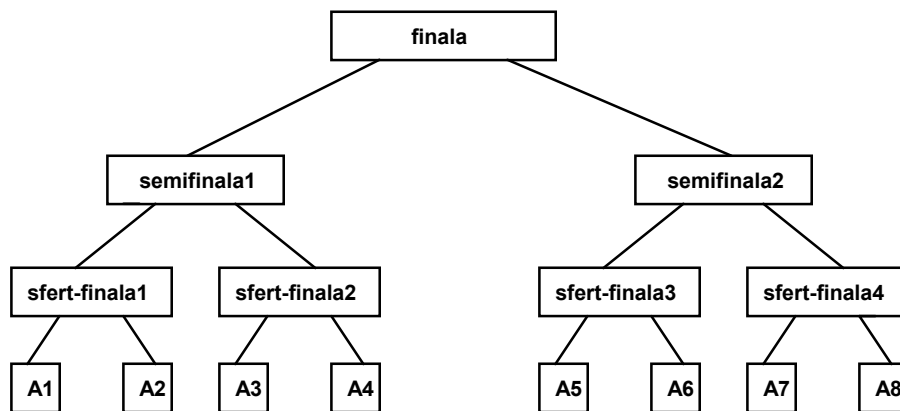 finala
semifinala1 semifinala2
sfert-finala1 sfert-finala2 sfert-finala3 sfert-finala4
A1 A2 A3 A4 A5 A6 A7 A8